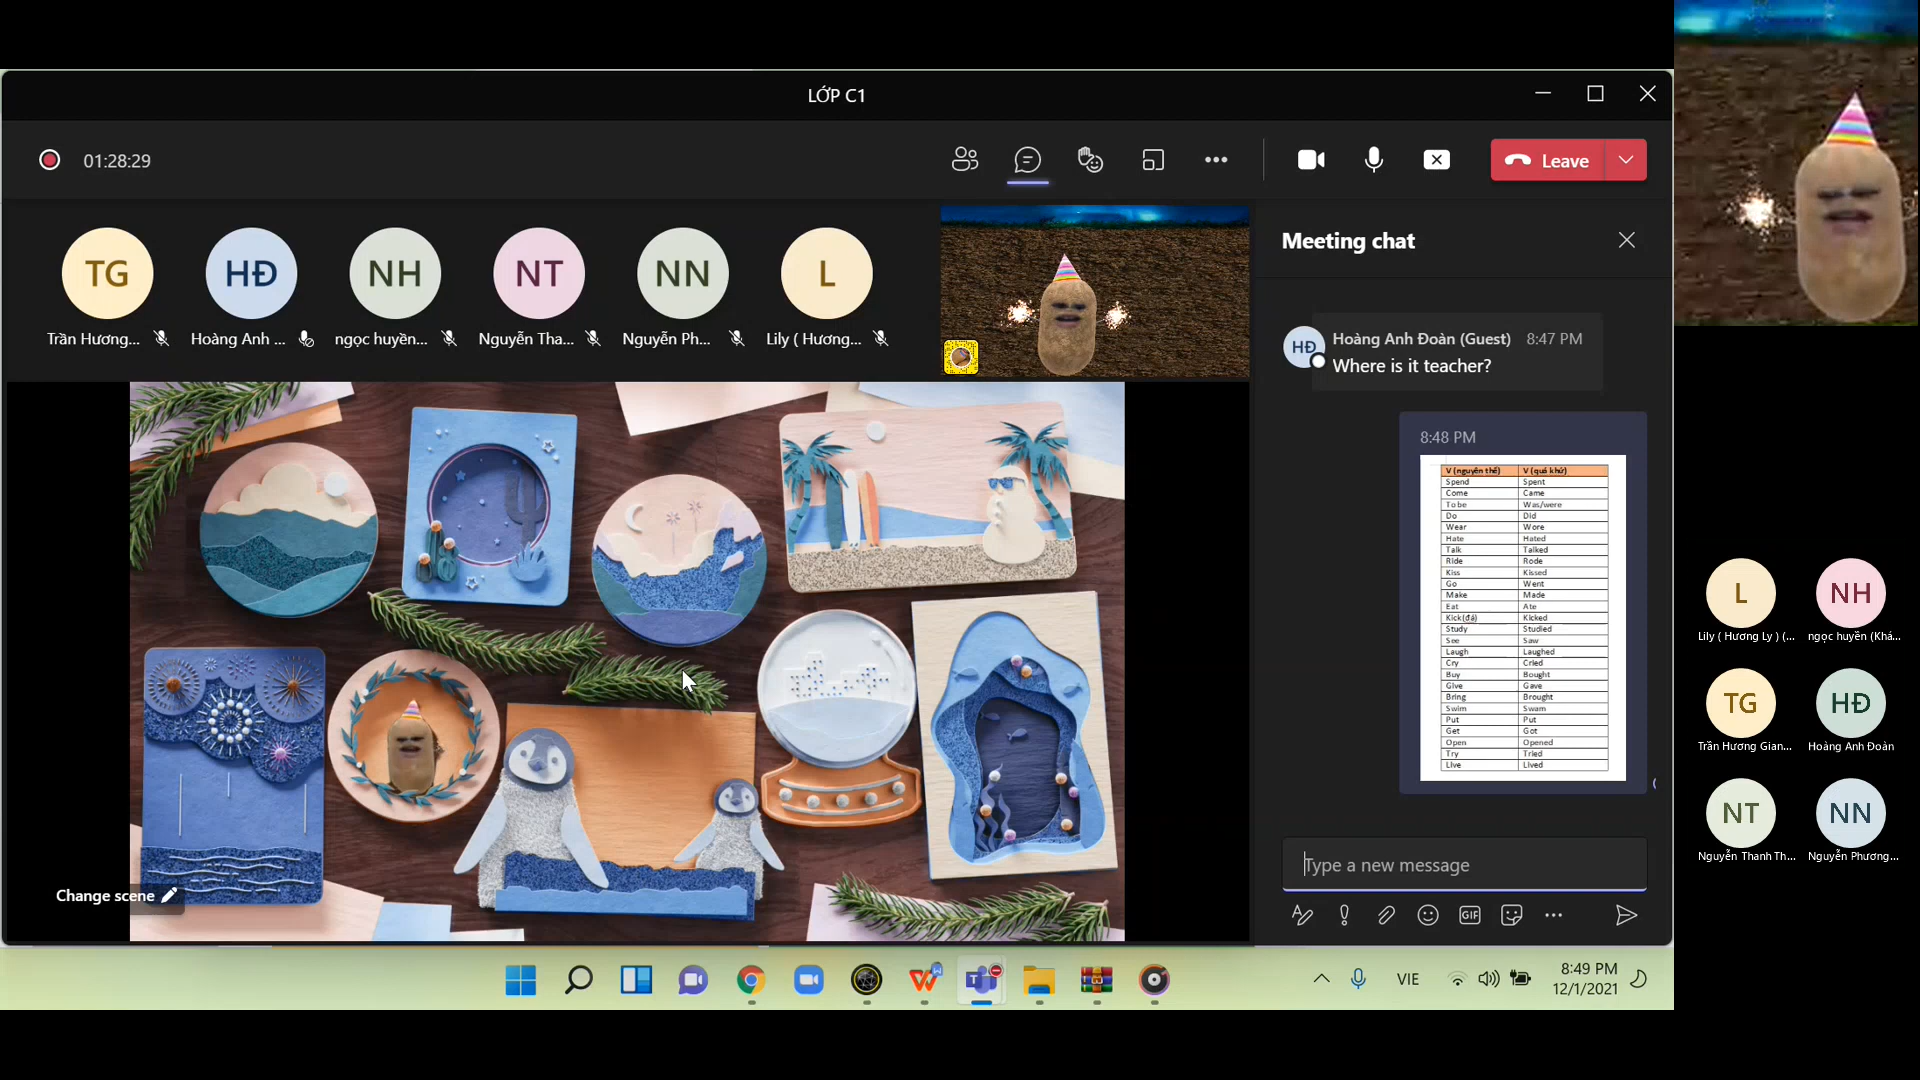 LỚP C1
01:28:29
Leave
TG
HĐ
NH
NT
NN
L
Trần Hương...
Hoàng Anh ...
ngọc huyền...
Nguyễn Tha...
Nguyễn Ph...
Lily ( Hương...
Meeting chat
HĐ
Hoàng Anh Đoàn (Guest) 8:47 PM
Where is it teacher?
8:48 PM
V (nguyên thể) V (quá khứ)
Spend Spent
Come Came
To be Was/were
Do Did
Wear Wore
Hate Hated
Talk Talked
Ride Rode
Kiss Kissed
Go Went
Make Made
Eat Ate
Kick (đá) Kicked
Study Studied
See Saw
Laugh Laughed
Cry Cried
Buy Bought
Give Gave
Bring Brought
Swim Swam
Put Put
Get Got
Open Opened
Try Tried
Live Lived
Type a new message
GIF
Change scene
L
NH
Lily ( Hương Ly ) (...
ngọc huyền (Khá...
TG
HĐ
Trần Hương Gian...
Hoàng Anh Đoàn
NT
NN
Nguyễn Thanh Th...
Nguyễn Phương...
VIE
8:49 PM
12/1/2021